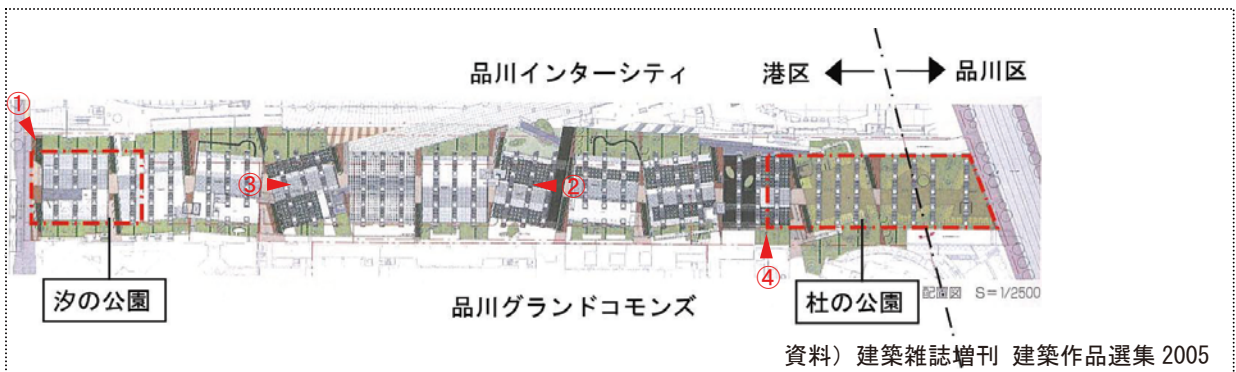 品川インターシティ
港区
品川区
①
③
②
④
汐の公園
品川グランドコモンズ
杜の公園
配置図 S=1/2500
資料）建築雑誌増刊 建築作品選集 2005